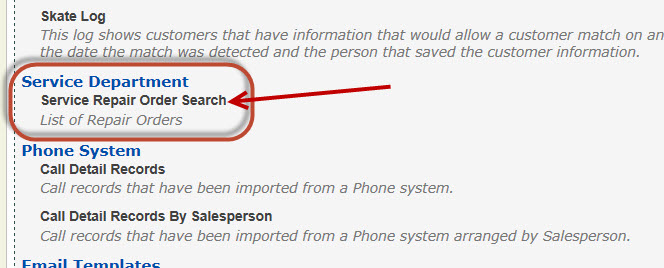 Skate Log
This log shows customers that have information that would allow a customer match on an
the date the match was detected and the person that saved the customer information.
Service Department
Service Repair Order Search
List of Repair Orders
Phone System
Call Detail Records
Call records that have been imported from a Phone system.
Call Detail Records By Salesperson
Call records that have been imported from a Phone system arranged by Salesperson.
Email Templates